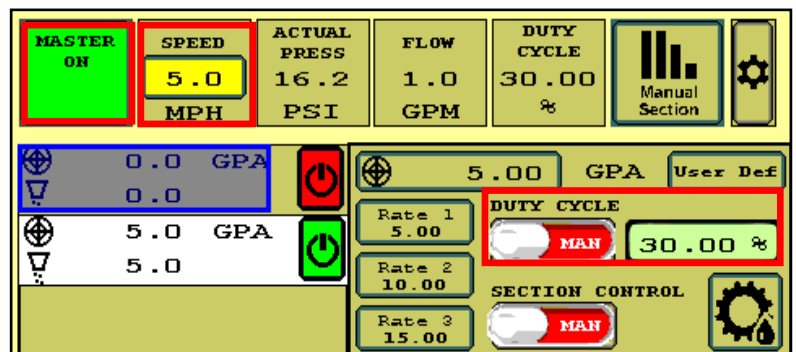 MASTER
ON
SPEED
5.0
MPH
ACTUAL
PRESS
16.2
PSI
FLOW
1.0
GPM
DUTY
CYCLE
30.00
%
Manual
Section
0.0 GPA
0.0
5.0 GPA
5.0
5.00 GPA
User Def
Rate 1
5.00
Rate 2
10.00
Rate 3
15.00
DUTY CYCLE
MAN
30.00 %
SECTION CONTROL
MAN